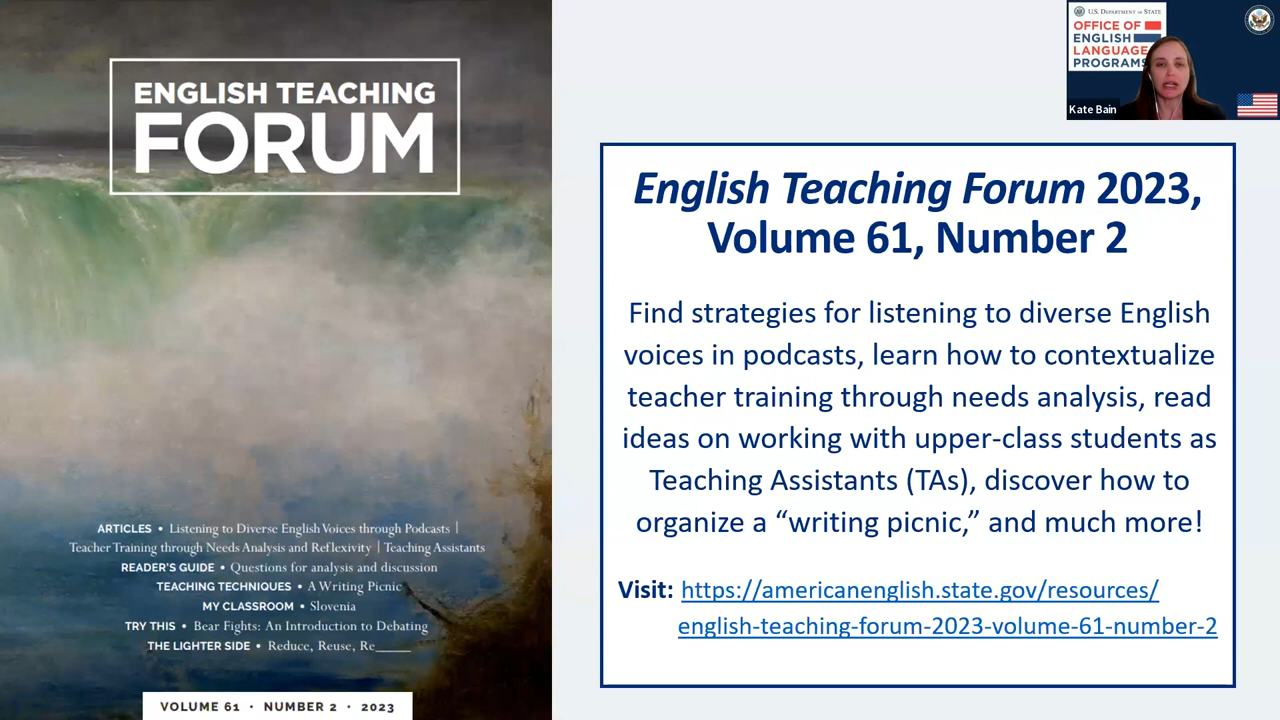 ENGLISH TEACHING
FORUM
ARTICLES • Listening to Diverse English Voices through Podcasts |
Teacher Training through Needs Analysis and Reflexivity | Teaching Assistants
READER'S GUIDE • Questions for analysis and discussion
TEACHING TECHNIQUES • A Writing Picnic
MY CLASSROOM • Slovenia
TRY THIS • Bear Fights: An Introduction to Debating
THE LIGHTER SIDE • Reduce, Reuse, Re_____
VOLUME 61 · NUMBER 2 · 2023
U.S. DEPARTMENT OF STATE
OFFICE OF
ENGLISH
LANGUAGE
PROGRAMS
Kate Bain
English Teaching Forum 2023,
Volume 61, Number 2
Find strategies for listening to diverse English
voices in podcasts, learn how to contextualize
teacher training through needs analysis, read
ideas on working with upper-class students as
Teaching Assistants (TAs), discover how to
organize a “writing picnic,” and much more!
Visit: https://americanenglish.state.gov/resources/
english-teaching-forum-2023-volume-61-number-2